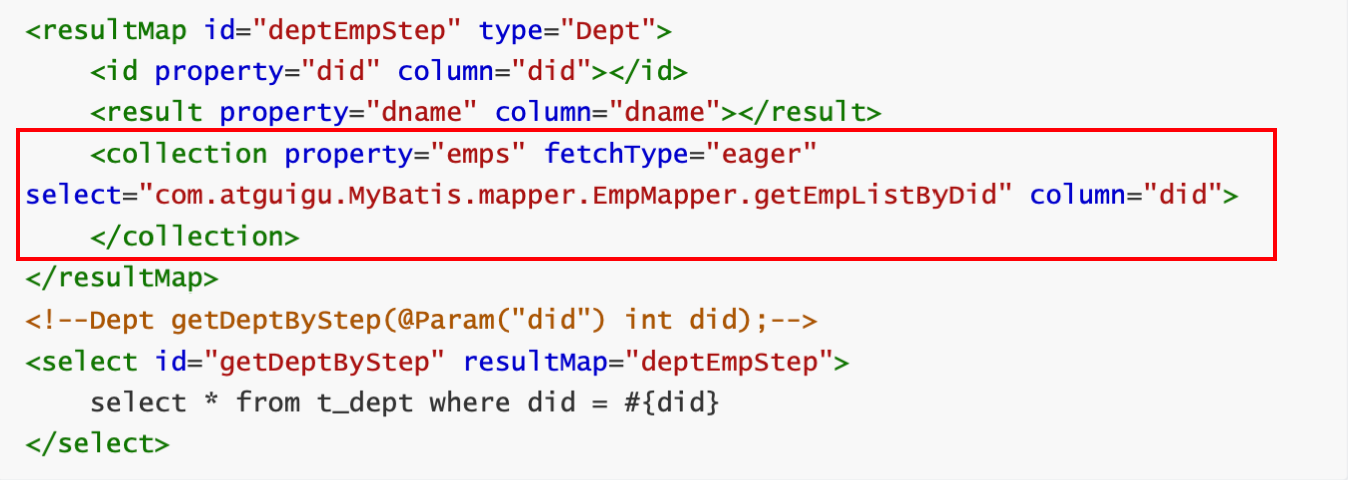 <resultMap id="deptEmpStep" type="Dept">
    <id property="did" column="did"></id>
    <result property="dname" column="dname"></result>
    <collection property="emps" fetchType="eager"
select="com.atguigu.MyBatis.mapper.EmpMapper.getEmpListByDid" column="did">
    </collection>
</resultMap>
<!--Dept getDeptByStep(@Param("did") int did);-->
<select id="getDeptByStep" resultMap="deptEmpStep">
    select * from t_dept where did = #{did}
</select>